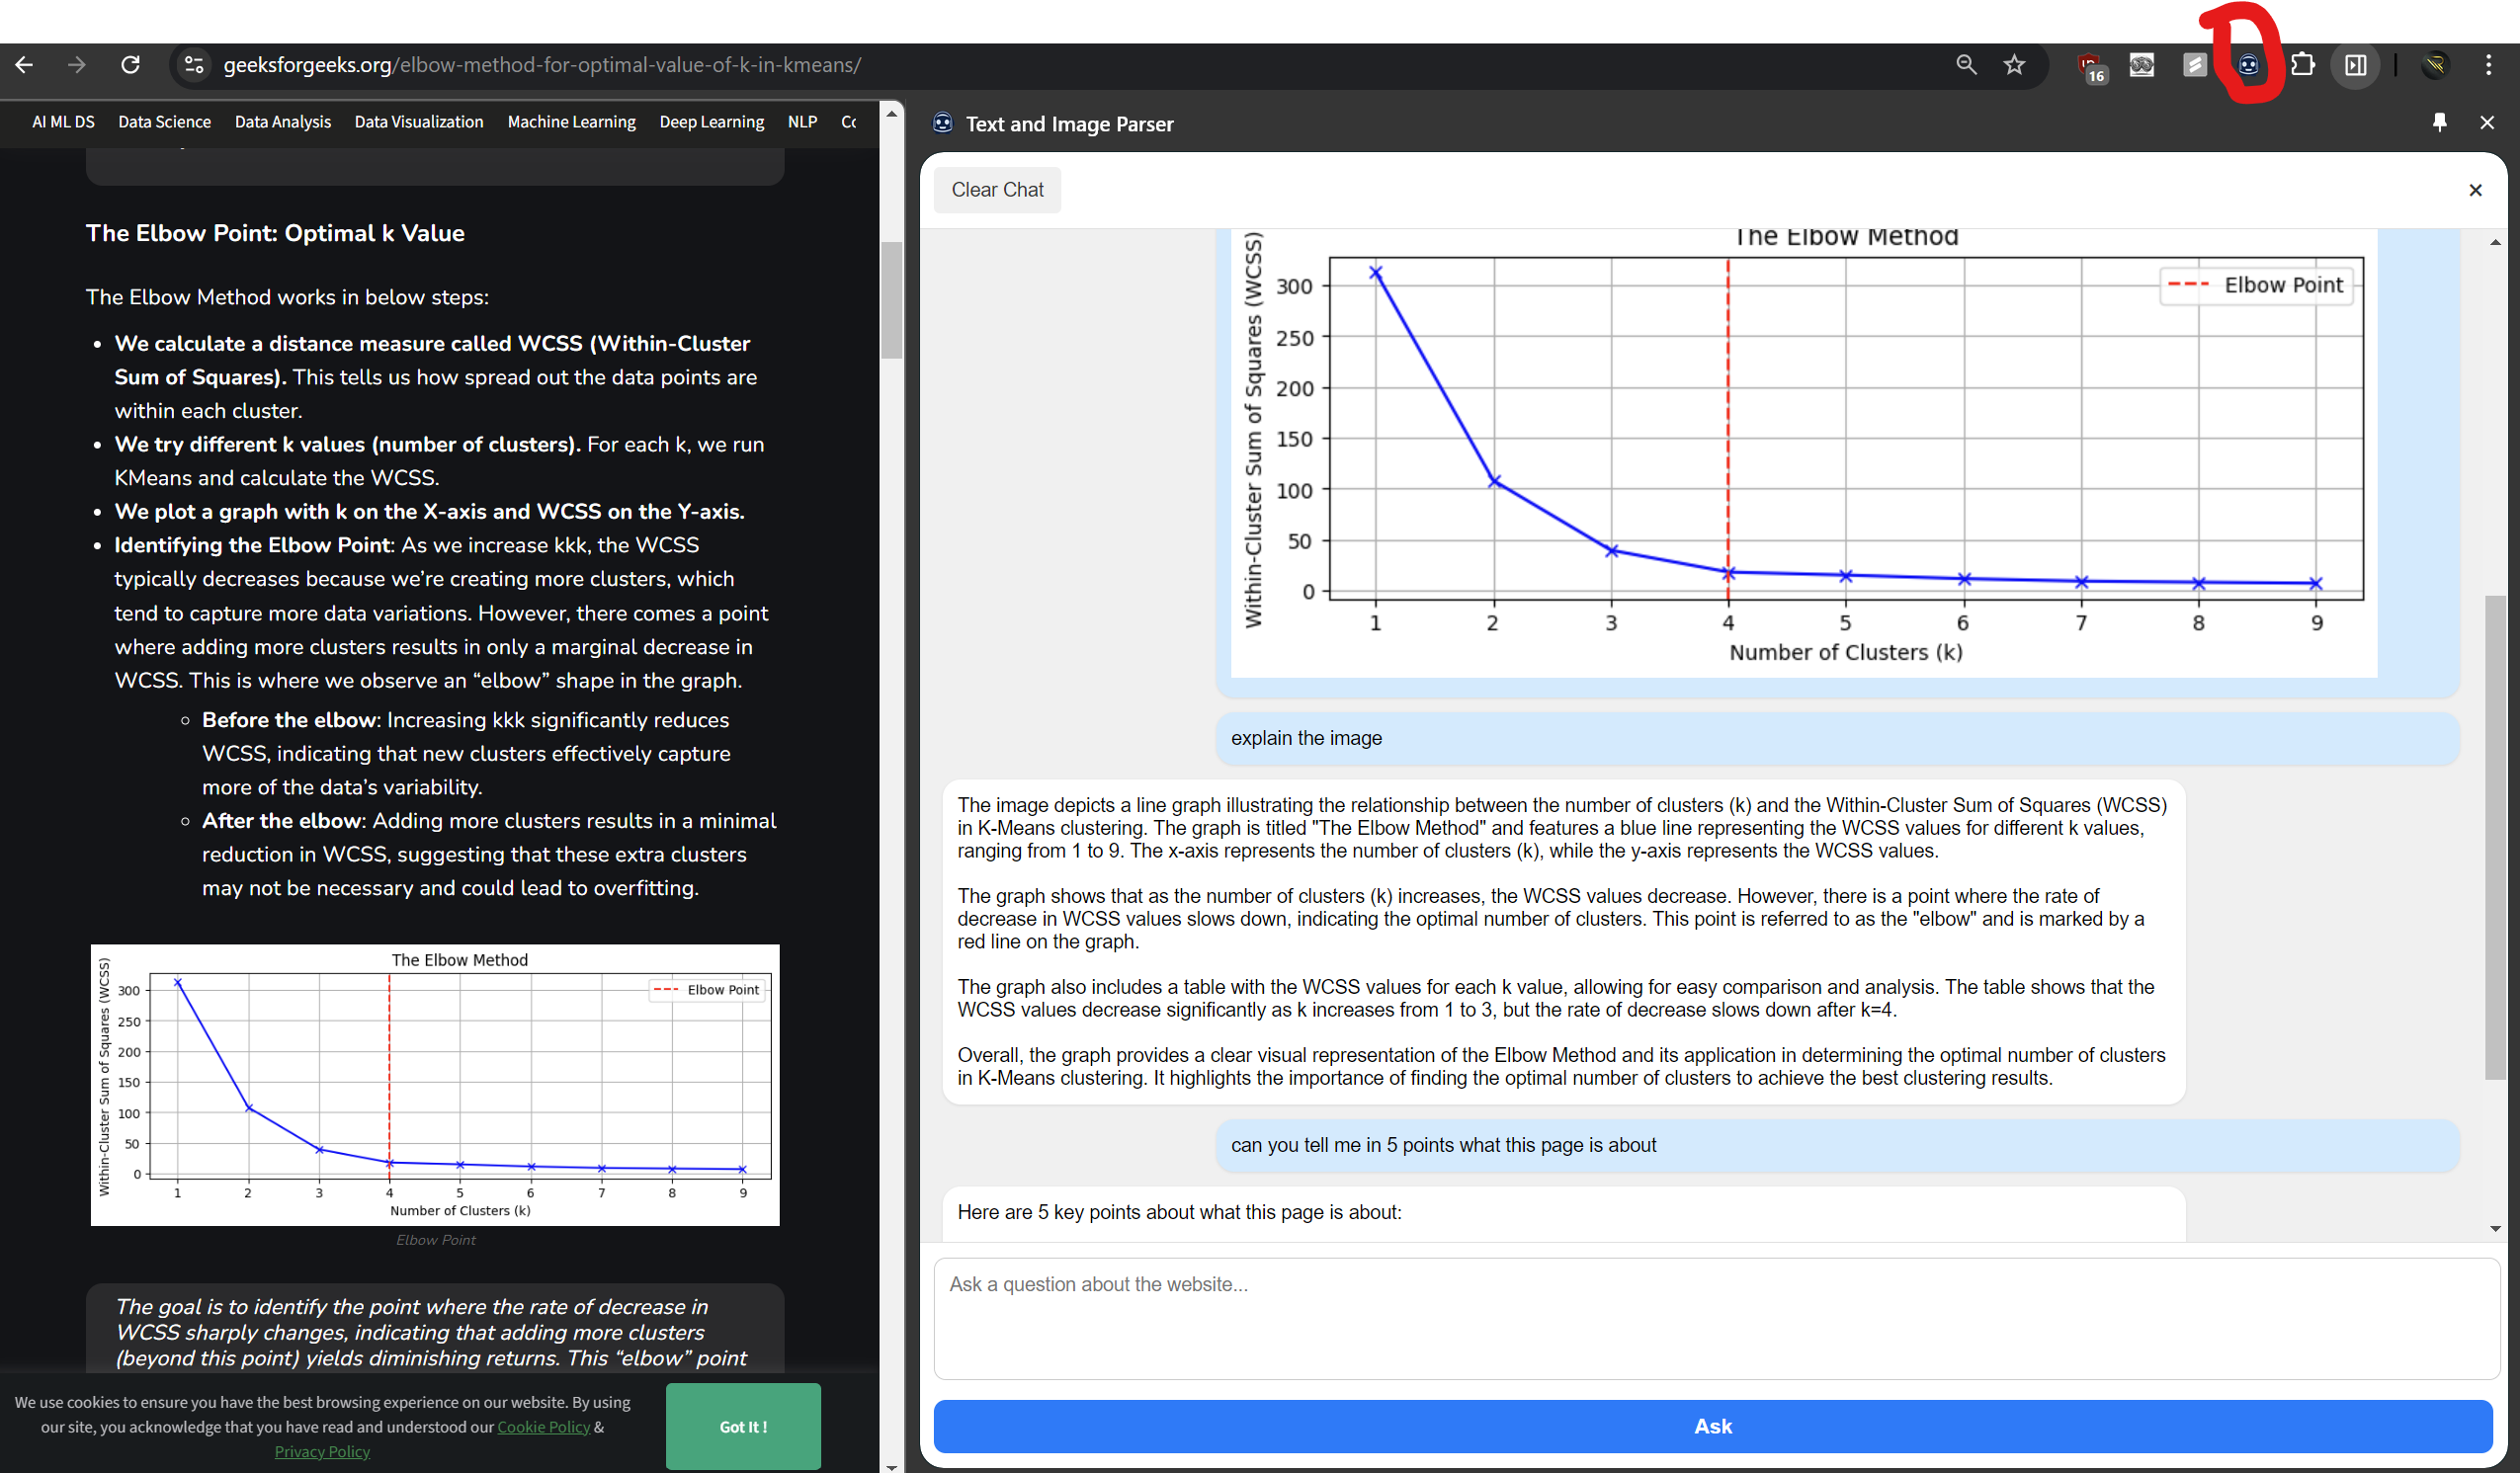 geeksforgeeks.org/elbow-method-for-optimal-value-of-k-in-kmeans/
16
AI ML DS Data Science Data Analysis Data Visualization Machine Learning Deep Learning NLP
The Elbow Point: Optimal k Value
The Elbow Method works in below steps:
We calculate a distance measure called WCSS (Within-Cluster
Sum of Squares). This tells us how spread out the data points are
within each cluster.
We try different k values (number of clusters). For each k, we run
KMeans and calculate the WCSS.
We plot a graph with k on the X-axis and WCSS on the Y-axis.
Identifying the Elbow Point: As we increase kkk, the WCSS
typically decreases because we’re creating more clusters, which
tend to capture more data variations. However, there comes a point
where adding more clusters results in only a marginal decrease in
WCSS. This is where we observe an “elbow” shape in the graph.
Before the elbow: Increasing kkk significantly reduces
WCSS, indicating that new clusters effectively capture
more of the data’s variability.
After the elbow: Adding more clusters results in a minimal
reduction in WCSS, suggesting that these extra clusters
may not be necessary and could lead to overfitting.
The Elbow Method
Within-Cluster Sum of Squares (WCSS)
300
250
200
150
100
50
0
Elbow Point
1 2 3 4 5 6 7 8 9
Number of Clusters (k)
Elbow Point
The goal is to identify the point where the rate of decrease in
WCSS sharply changes, indicating that adding more clusters
(beyond this point) yields diminishing returns. This “elbow” point
We use cookies to ensure you have the best browsing experience on our website. By using
our site, you acknowledge that you have read and understood our Cookie Policy &
Privacy Policy
Got It !
Text and Image Parser
Clear Chat
The Elbow Method
Within-Cluster Sum of Squares (WCSS)
300
250
200
150
100
50
0
Elbow Point
1 2 3 4 5 6 7 8 9
Number of Clusters (k)
explain the image
The image depicts a line graph illustrating the relationship between the number of clusters (k) and the Within-Cluster Sum of Squares (WCSS)
in K-Means clustering. The graph is titled "The Elbow Method" and features a blue line representing the WCSS values for different k values,
ranging from 1 to 9. The x-axis represents the number of clusters (k), while the y-axis represents the WCSS values.
The graph shows that as the number of clusters (k) increases, the WCSS values decrease. However, there is a point where the rate of
decrease in WCSS values slows down, indicating the optimal number of clusters. This point is referred to as the "elbow" and is marked by a
red line on the graph.
The graph also includes a table with the WCSS values for each k value, allowing for easy comparison and analysis. The table shows that the
WCSS values decrease significantly as k increases from 1 to 3, but the rate of decrease slows down after k=4.
Overall, the graph provides a clear visual representation of the Elbow Method and its application in determining the optimal number of clusters
in K-Means clustering. It highlights the importance of finding the optimal number of clusters to achieve the best clustering results.
can you tell me in 5 points what this page is about
Here are 5 key points about what this page is about:
Ask a question about the website...
Ask